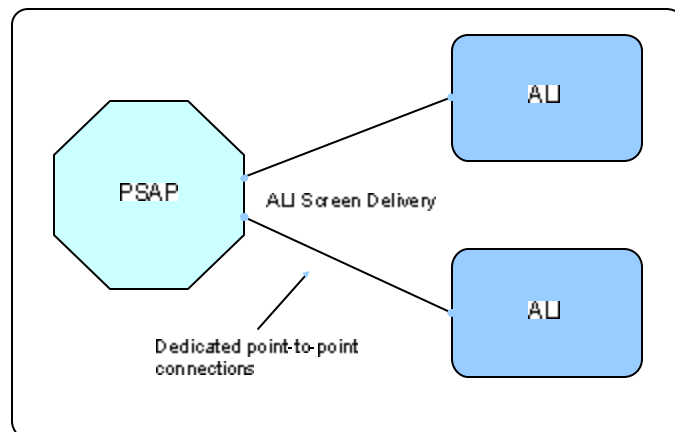 ALI
PSAP
ALI Screen Delivery
ALI
Dedicated point-to-point
connections